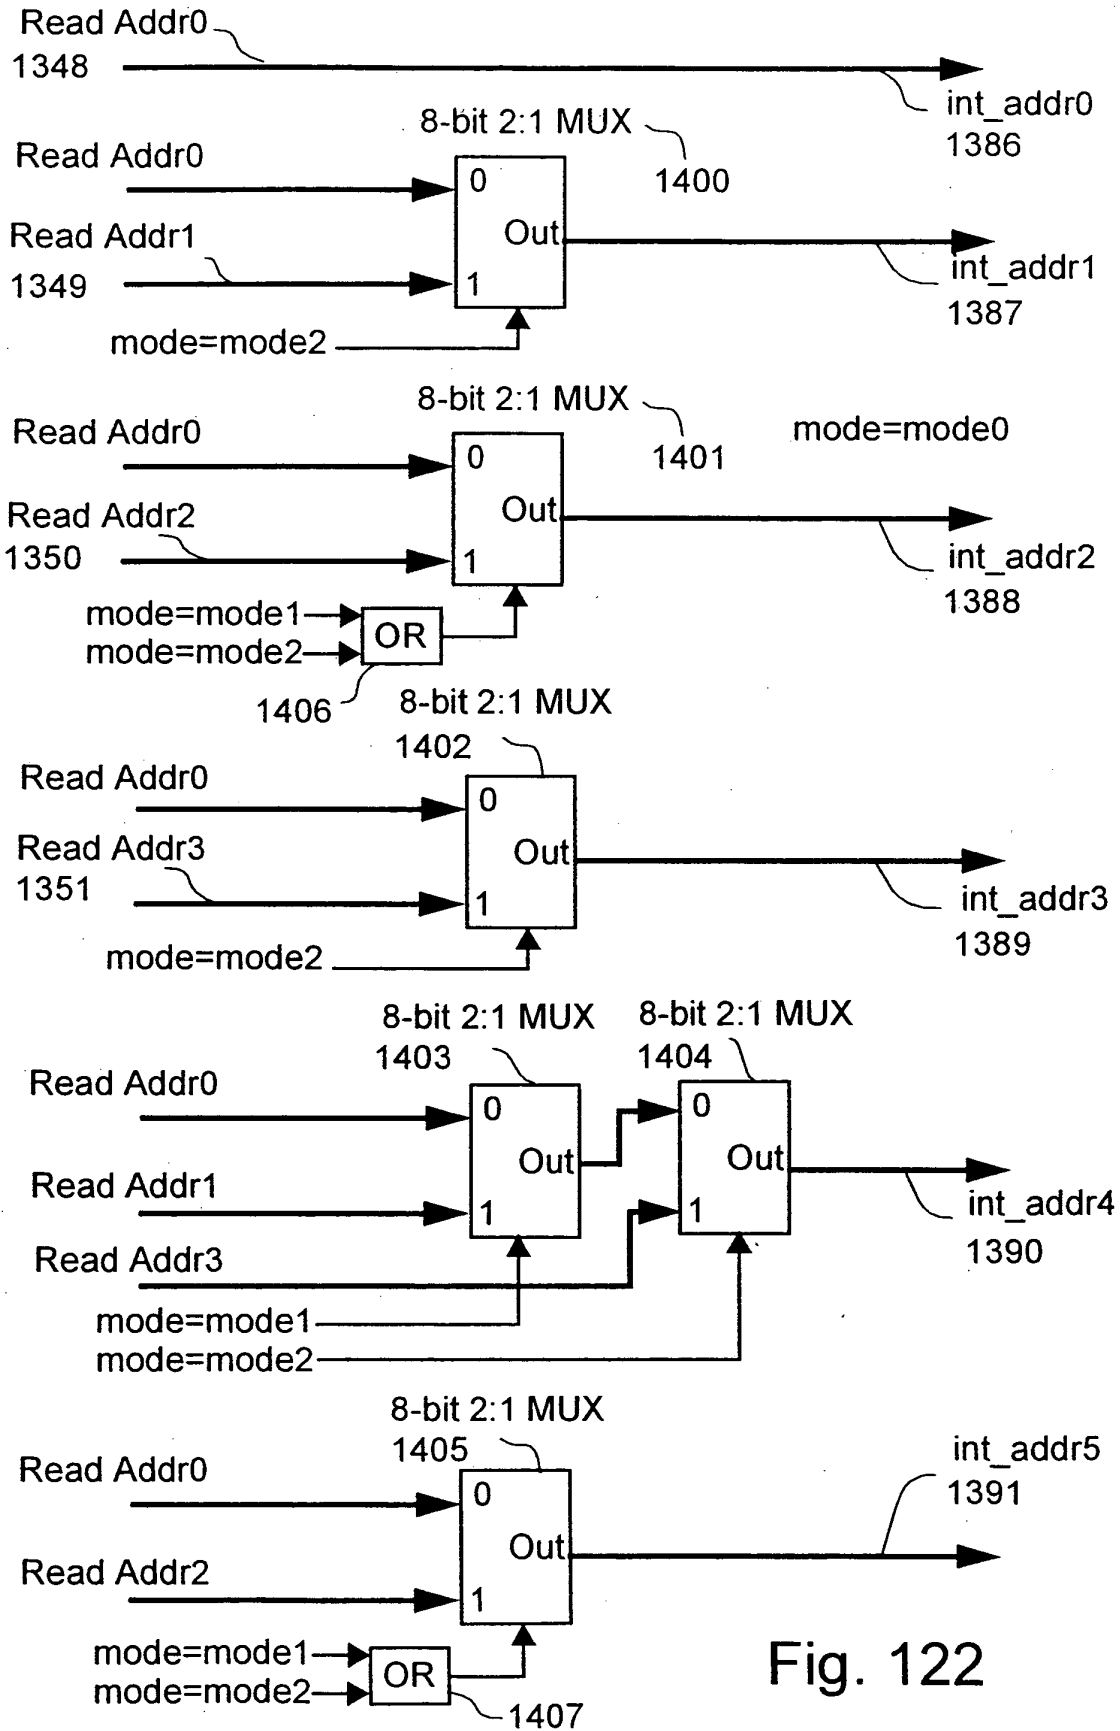 Read Addr0
1348
int_addr0
1386
8-bit 2:1 MUX
1400
Read Addr0
0
Out
Read Addr1
1349
1
int_addr1
1387
mode=mode2
8-bit 2:1 MUX
1401
mode=mode0
Read Addr0
0
Out
Read Addr2
1350
1
int_addr2
1388
mode=mode1
mode=mode2
OR
1406
8-bit 2:1 MUX
1402
Read Addr0
0
Out
Read Addr3
1351
1
int_addr3
1389
mode=mode2
8-bit 2:1 MUX
1403
8-bit 2:1 MUX
1404
Read Addr0
0
Out
0
Out
Read Addr1
1
1
int_addr4
1390
Read Addr3
mode=mode1
mode=mode2
8-bit 2:1 MUX
1405
int_addr5
1391
Read Addr0
0
Out
Read Addr2
1
mode=mode1
mode=mode2
OR
1407
Fig. 122